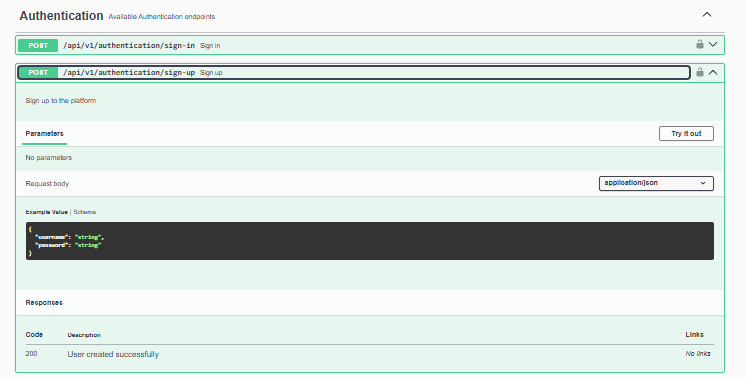 Authentication Available Authentication endpoints
POST /api/v1/authentication/sign-in Sign in
POST /api/v1/authentication/sign-up Sign up
Sign up to the platform
Parameters Try it out
No parameters
Request body application/json
Example Value | Schema
{
"username": "string",
"password": "string"
}
Responses
Code Description Links
200 User created successfully No links